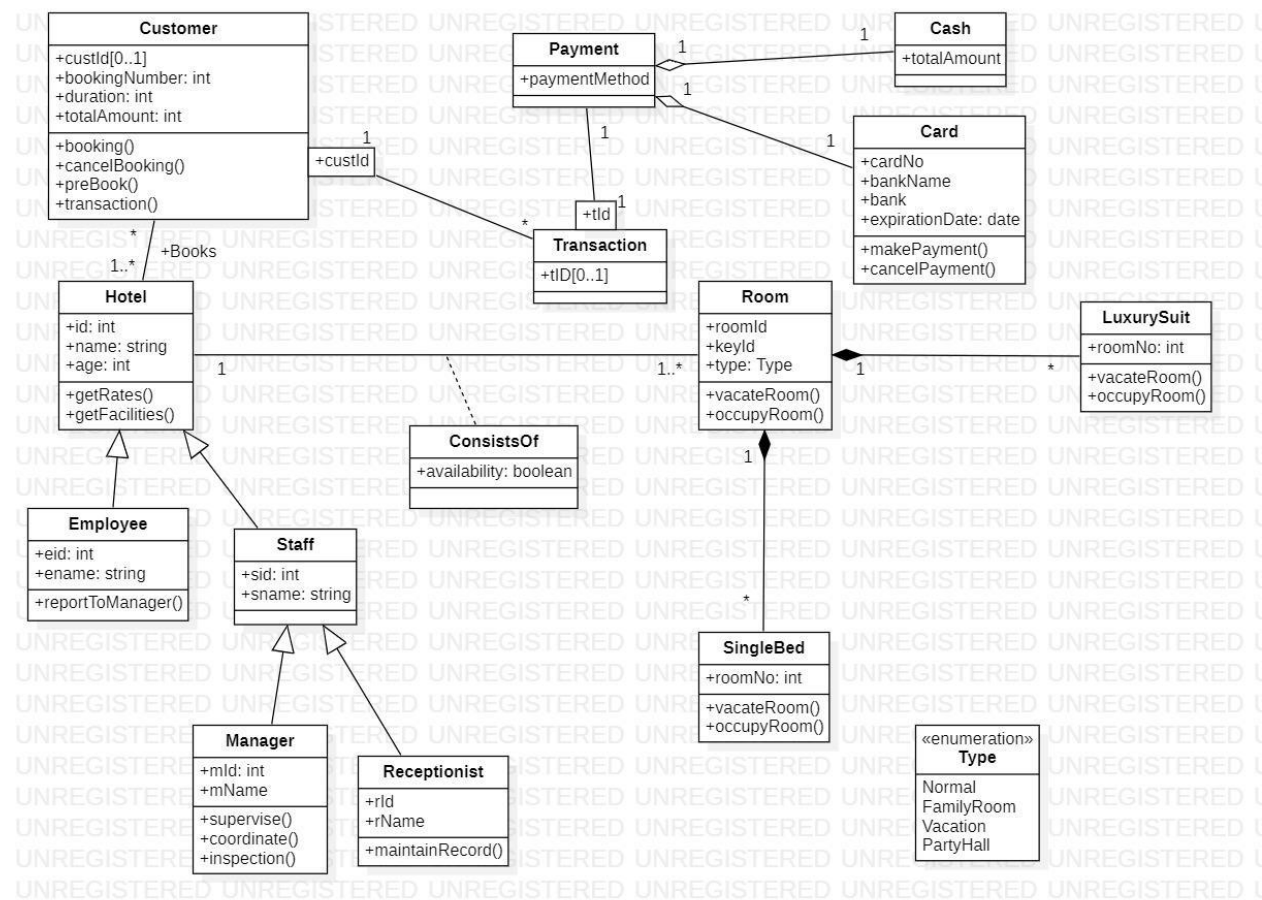 Customer
+custId[0..1]
+bookingNumber: int
+duration: int
+totalAmount: int
+booking()
+cancelBooking()
+preBook()
+transaction()
1
+custId
*
*
+Books
1..*
Payment
+paymentMethod
1
1
1
1
1
1
+tId
Transaction
+tID[0..1]
Cash
+totalAmount
Card
+cardNo
+bankName
+bank
+expirationDate: date
+makePayment()
+cancelPayment()
Hotel
+id: int
+name: string
+age: int
+getRates()
+getFacilities()
1
1..*
ConsistsOf
+availability: boolean
Room
+roomId
+keyId
+type: Type
+vacateRoom()
+occupyRoom()
1
*
LuxurySuit
+roomNo: int
+vacateRoom()
+occupyRoom()
1
*
SingleBed
+roomNo: int
+vacateRoom()
+occupyRoom()
Employee
+eid: int
+ename: string
+reportToManager()
Staff
+sid: int
+sname: string
Manager
+mId: int
+mName
+supervise()
+coordinate()
+inspection()
Receptionist
+rId
+rName
+maintainRecord()
«enumeration»
Type
Normal
FamilyRoom
Vacation
PartyHall
UNREGISTERED